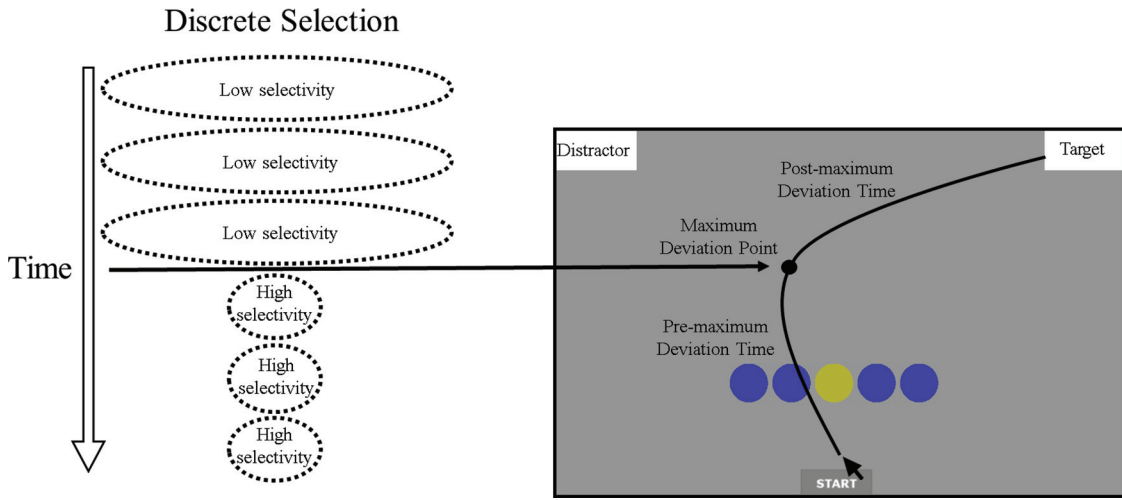 Discrete Selection
Low selectivity
Low selectivity
Low selectivity
Time
High
selectivity
High
selectivity
High
selectivity
Distractor
Target
Post-maximum
Deviation Time
Maximum
Deviation Point
Pre-maximum
Deviation Time
START